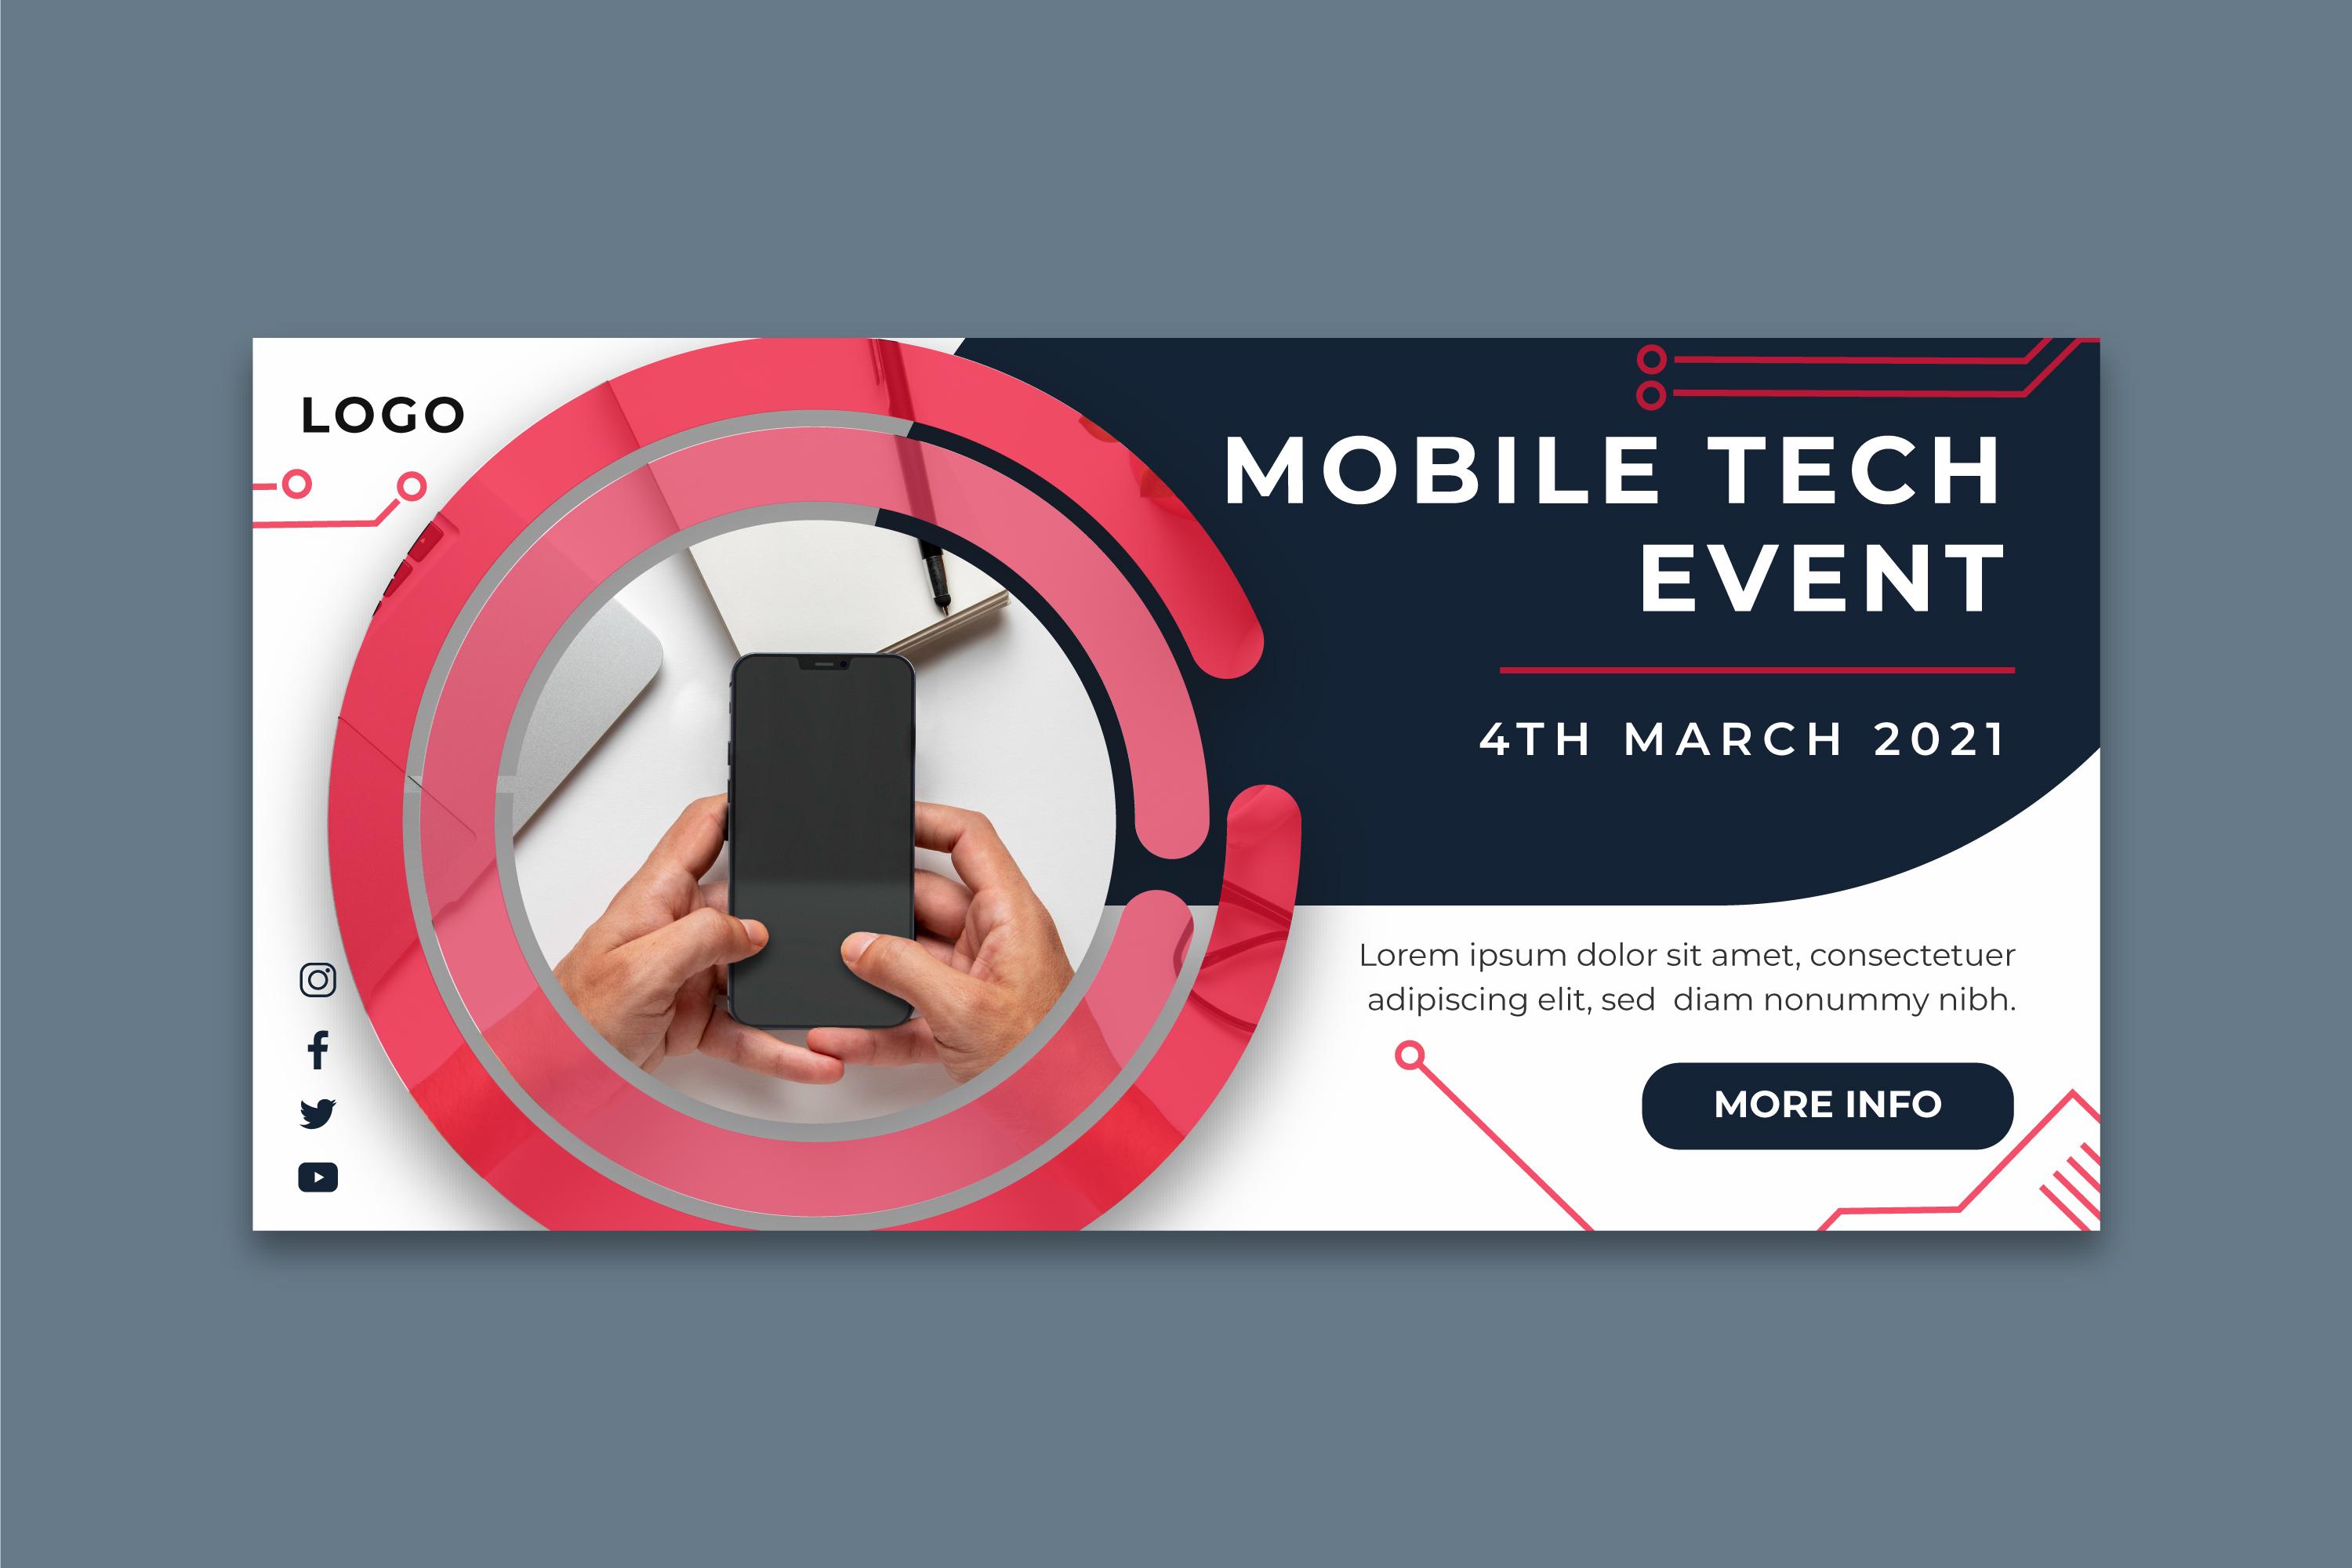 LOGO
MOBILE TECH
EVENT
4TH MARCH 2021
Lorem ipsum dolor sit amet, consectetuer
adipiscing elit, sed  diam nonummy nibh.
MORE INFO